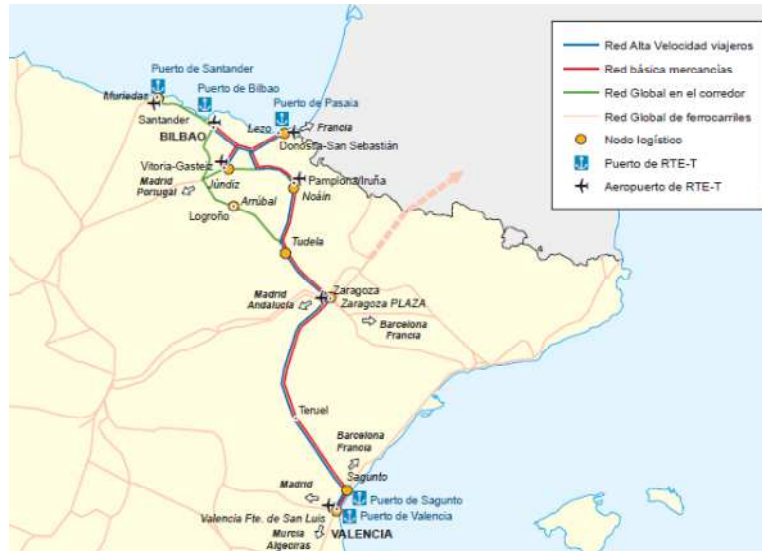 Red Alta Velocidad viajeros
Red básica mercancías
Red Global en el corredor
Red Global de ferrocarriles
Nodo logístico
Puerto de RTE-T
Aeropuerto de RTE-T
Puerto de Santander
Muriedas
Puerto de Bilbao
Santander
BILBAO
Puerto de Pasaia
Lezo
Francia
Donostia-San Sebastián
Vitoria-Gasteiz
Júndiz
Madrid
Portugal
Pamplona/Iruña
Noáin
Arrúbal
Logroño
Tudela
Zaragoza
Zaragoza PLAZA
Madrid
Andalucía
Barcelona
Francia
Teruel
Barcelona
Francia
Sagunto
Madrid
Puerto de Sagunto
Puerto de Valencia
Valencia Fte. de San Luis
VALENCIA
Murcia
Algeciras